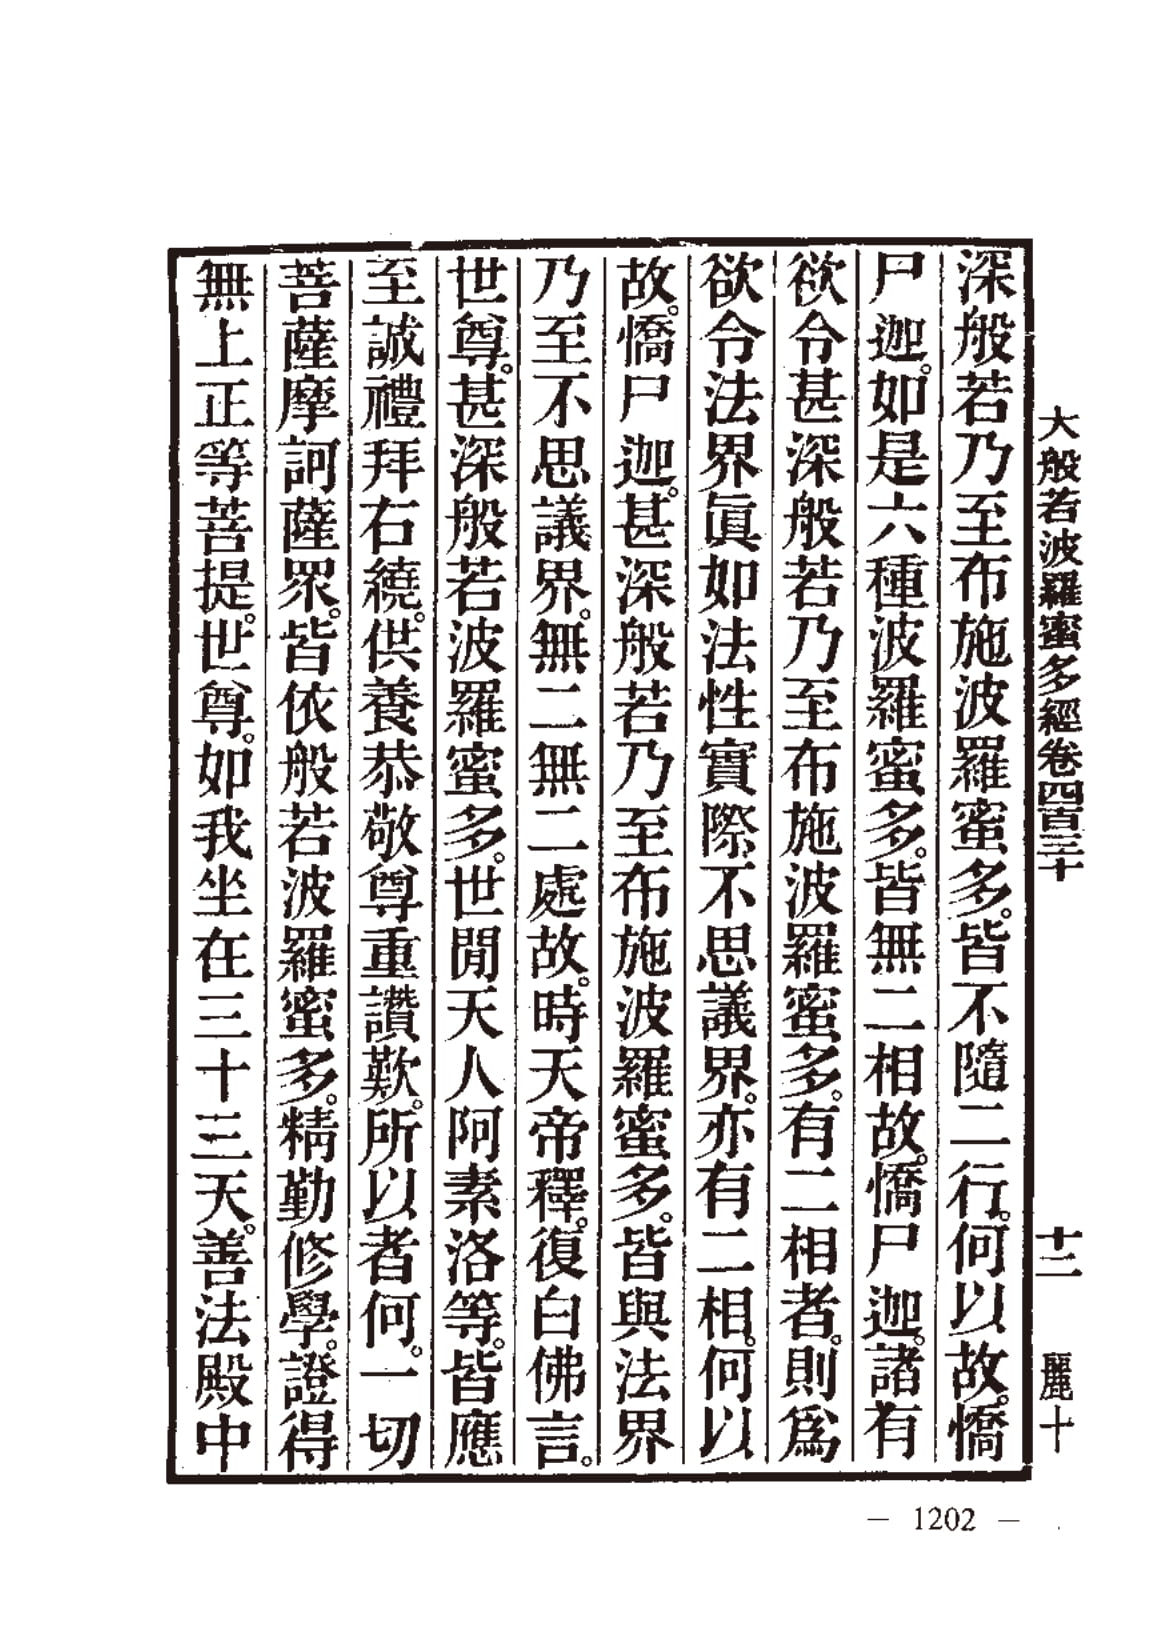 大般若波羅蜜多經卷四百三十
十二
麗十
深般若乃至布施波羅蜜多。皆不隨二行。何以故。憍
尸迦。如是六種波羅蜜多。皆無二相故。憍尸迦。諸有
欲令甚深般若乃至布施波羅蜜多。有二相者。則為
欲令法界眞如法性實際不思議界。亦有二相。何以
故。憍尸迦。甚深般若乃至布施波羅蜜多。皆與法界
乃至不思議界。無二無二處故。時天帝釋。復白佛言。
世尊。甚深般若波羅蜜多。世間天人阿素洛等。皆應
至誠禮拜右繞。供養恭敬尊重讚歎。所以者何。一切
菩薩摩訶薩眾。皆依般若波羅蜜多。精勤修學。證得
無上正等菩提。世尊。如我坐在三十三天。善法殿中
— 1202 —